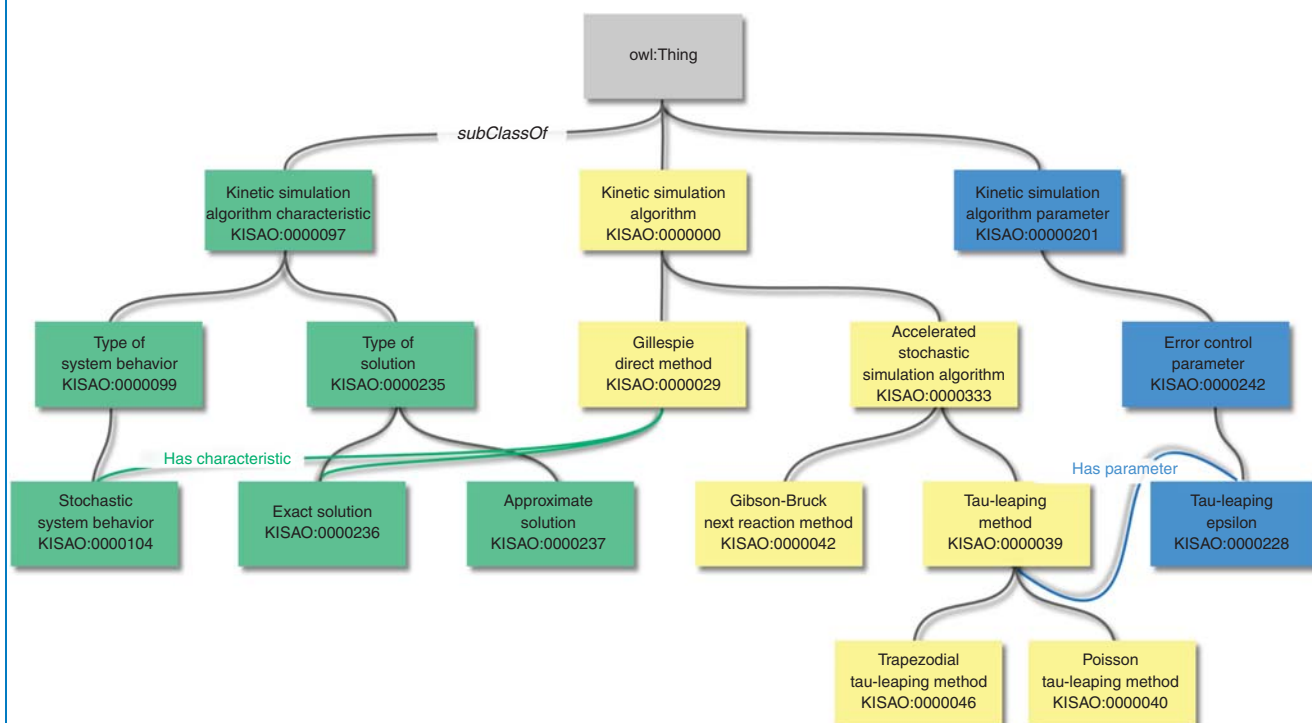 owl:Thing
subClassOf
Kinetic simulation
algorithm characteristic
KISAO:0000097
Kinetic simulation
algorithm
KISAO:0000000
Kinetic simulation
algorithm parameter
KISAO:00000201
Type of
system behavior
KISAO:0000099
Type of
solution
KISAO:0000235
Gillespie
direct method
KISAO:0000029
Accelerated
stochastic
simulation algorithm
KISAO:0000333
Error control
parameter
KISAO:0000242
Has characteristic
Has parameter
Stochastic
system behavior
KISAO:0000104
Exact solution
KISAO:0000236
Approximate
solution
KISAO:0000237
Gibson-Bruck
next reaction method
KISAO:0000042
Tau-leaping
method
KISAO:0000039
Tau-leaping
epsilon
KISAO:0000228
Trapezodial
tau-leaping method
KISAO:0000046
Poisson
tau-leaping method
KISAO:0000040